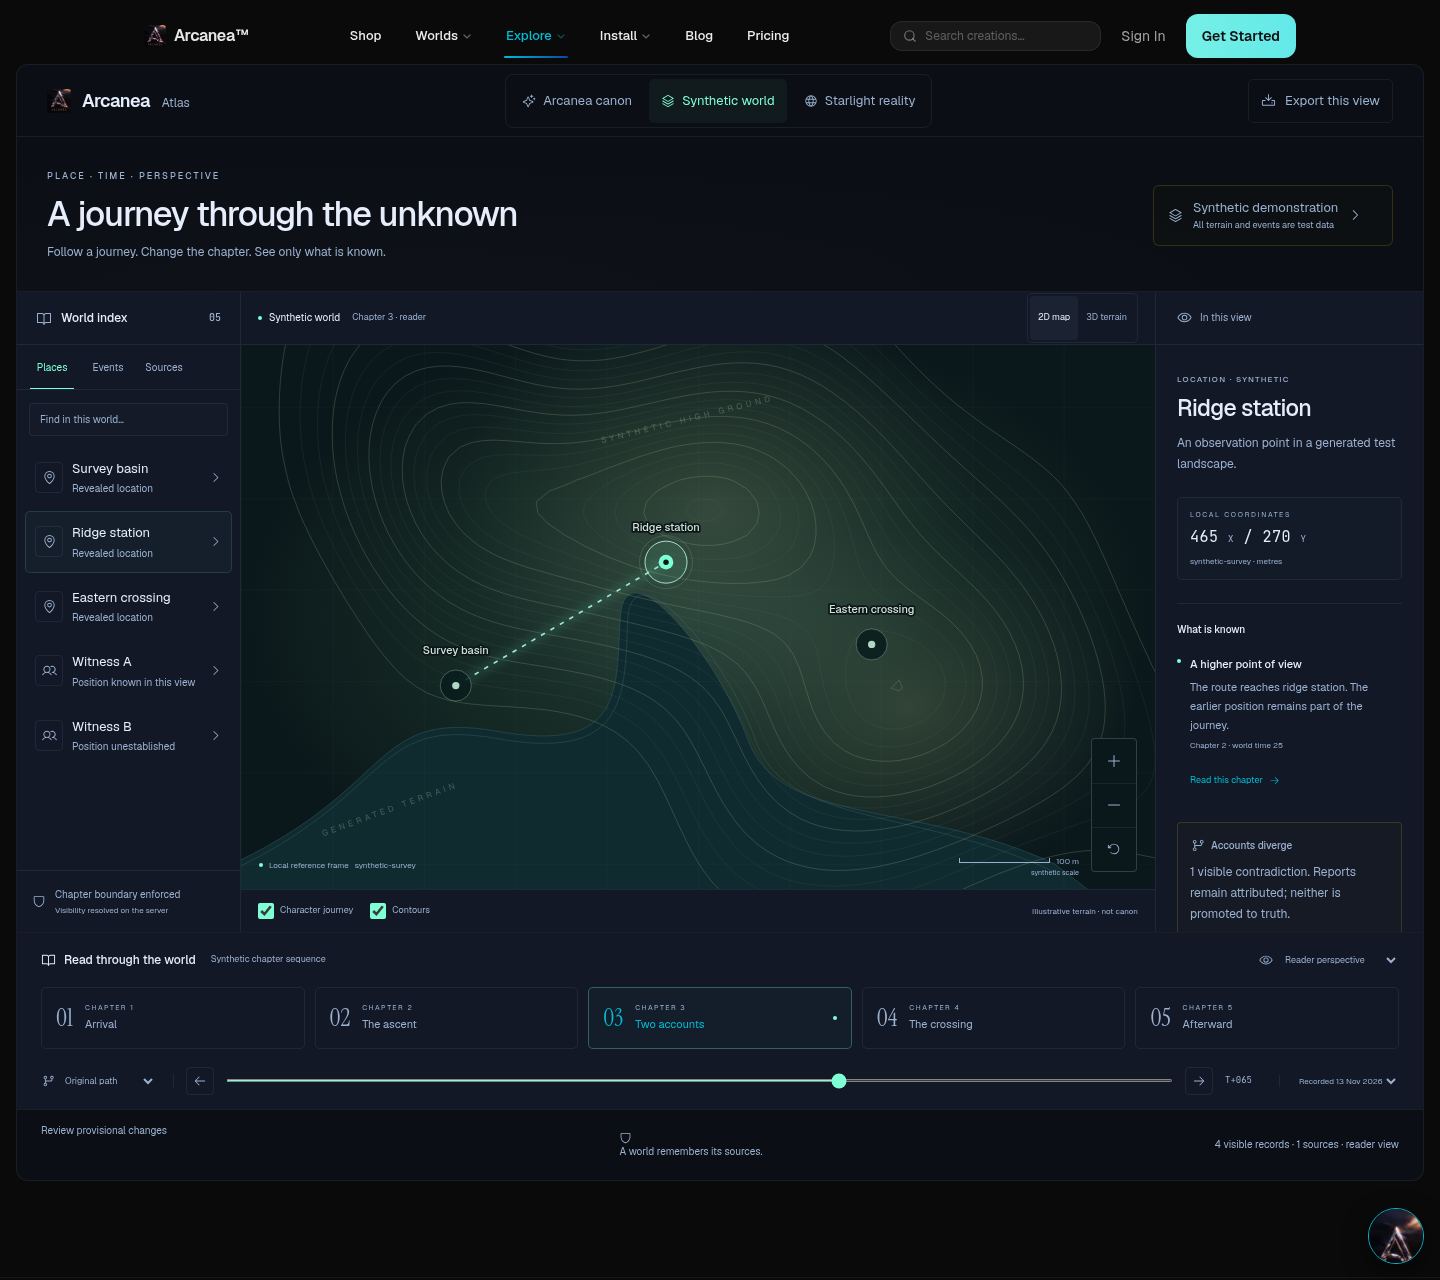 Arcanea™
Shop
Worlds
Explore
Install
Blog
Pricing
Search creations...
Sign In
Get Started
Arcanea
Atlas
Arcanea canon
Synthetic world
Starlight reality
Export this view
PLACE · TIME · PERSPECTIVE
A journey through the unknown
Follow a journey. Change the chapter. See only what is known.
Synthetic demonstration
All terrain and events are test data
World index
05
Synthetic world
Chapter 3 · reader
2D map
3D terrain
In this view
Places
Events
Sources
Find in this world...
Survey basin
Revealed location
Ridge station
Revealed location
Eastern crossing
Revealed location
Witness A
Position known in this view
Witness B
Position unestablished
Chapter boundary enforced
Visibility resolved on the server
SYNTHETIC HIGH GROUND
Ridge station
Eastern crossing
Survey basin
GENERATED TERRAIN
Local reference frame synthetic-survey
100 m
synthetic scale
Character journey
Contours
Illustrative terrain · not canon
LOCATION · SYNTHETIC
Ridge station
An observation point in a generated test
landscape.
LOCAL COORDINATES
465 X / 270 Y
synthetic-survey · metres
What is known
A higher point of view
The route reaches ridge station. The
earlier position remains part of the
journey.
Chapter 2 · world time 25
Read this chapter →
Accounts diverge
1 visible contradiction. Reports
remain attributed; neither is
promoted to truth.
Read through the world
Synthetic chapter sequence
Reader perspective
01
CHAPTER 1
Arrival
02
CHAPTER 2
The ascent
03
CHAPTER 3
Two accounts
04
CHAPTER 4
The crossing
05
CHAPTER 5
Afterward
Original path
T+065
Recorded 13 Nov 2026
Review provisional changes
A world remembers its sources.
4 visible records · 1 sources · reader view